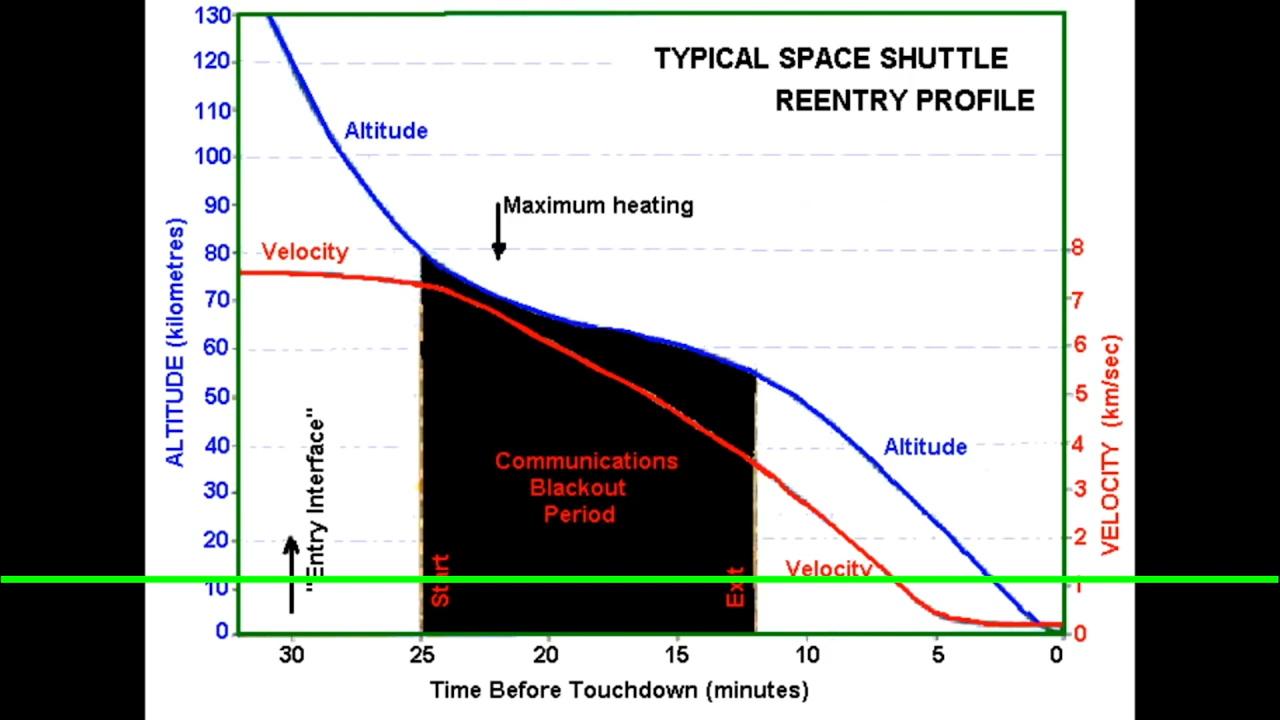 TYPICAL SPACE SHUTTLE
REENTRY PROFILE
130
120
110
100
90
80
70
60
50
40
30
20
10
0
ALTITUDE (kilometres)
Altitude
Maximum heating
Velocity
"Entry Interface"
Communications
Blackout
Period
Start
Exit
Altitude
Velocity
8
7
6
5
4
3
2
1
0
VELOCITY (km/sec)
30 25 20 15 10 5 0
Time Before Touchdown (minutes)